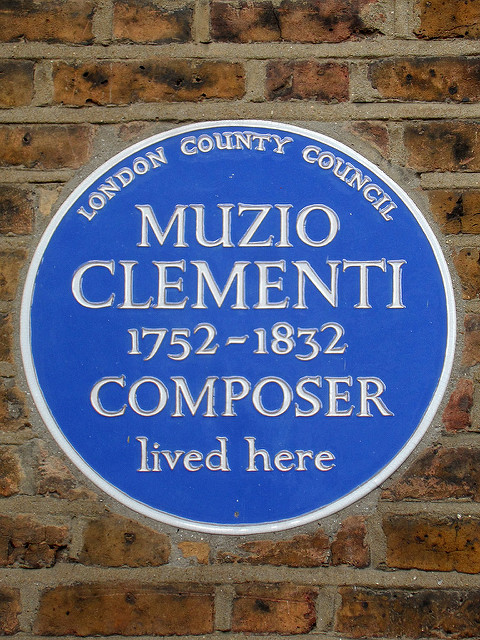 LONDON COUNTY COUNCIL
MUZIO
CLEMENTI
1752-1832
COMPOSER
lived here